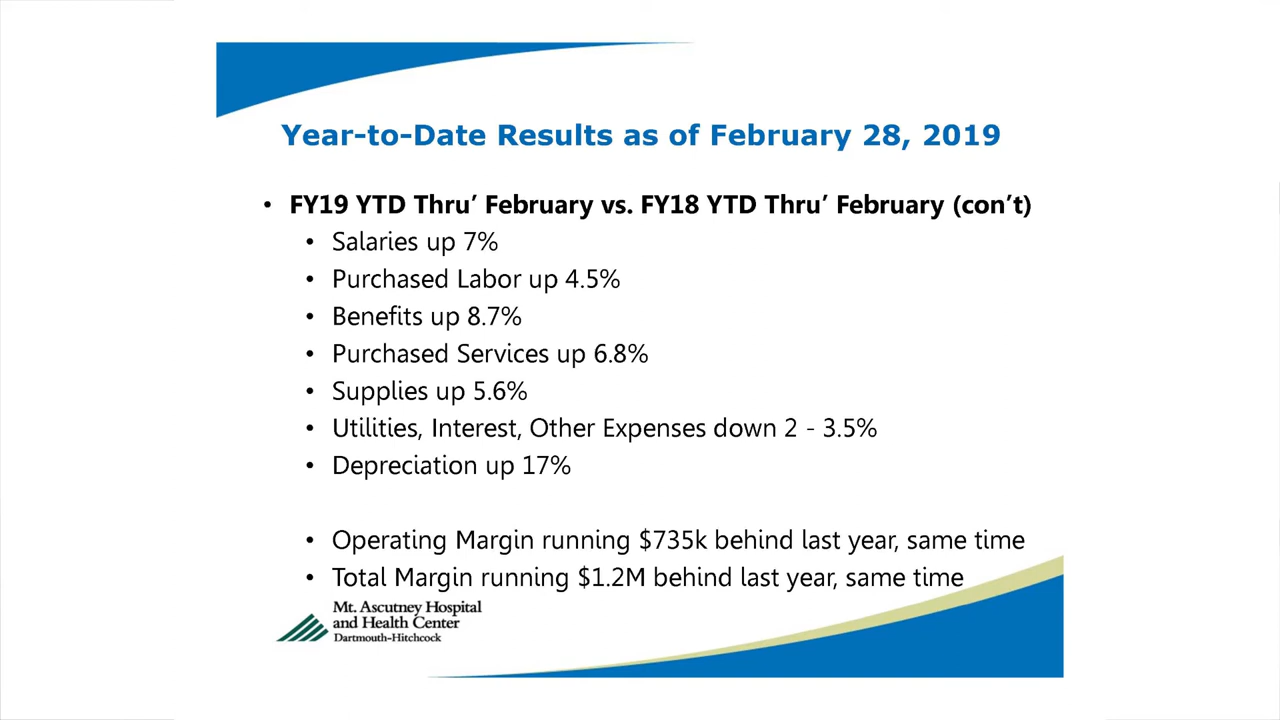 Year-to-Date Results as of February 28, 2019
• FY19 YTD Thru’ February vs. FY18 YTD Thru’ February (con’t)
• Salaries up 7%
• Purchased Labor up 4.5%
• Benefits up 8.7%
• Purchased Services up 6.8%
• Supplies up 5.6%
• Utilities, Interest, Other Expenses down 2 - 3.5%
• Depreciation up 17%
• Operating Margin running $735k behind last year, same time
• Total Margin running $1.2M behind last year, same time
Mt. Ascutney Hospital
and Health Center
Dartmouth-Hitchcock